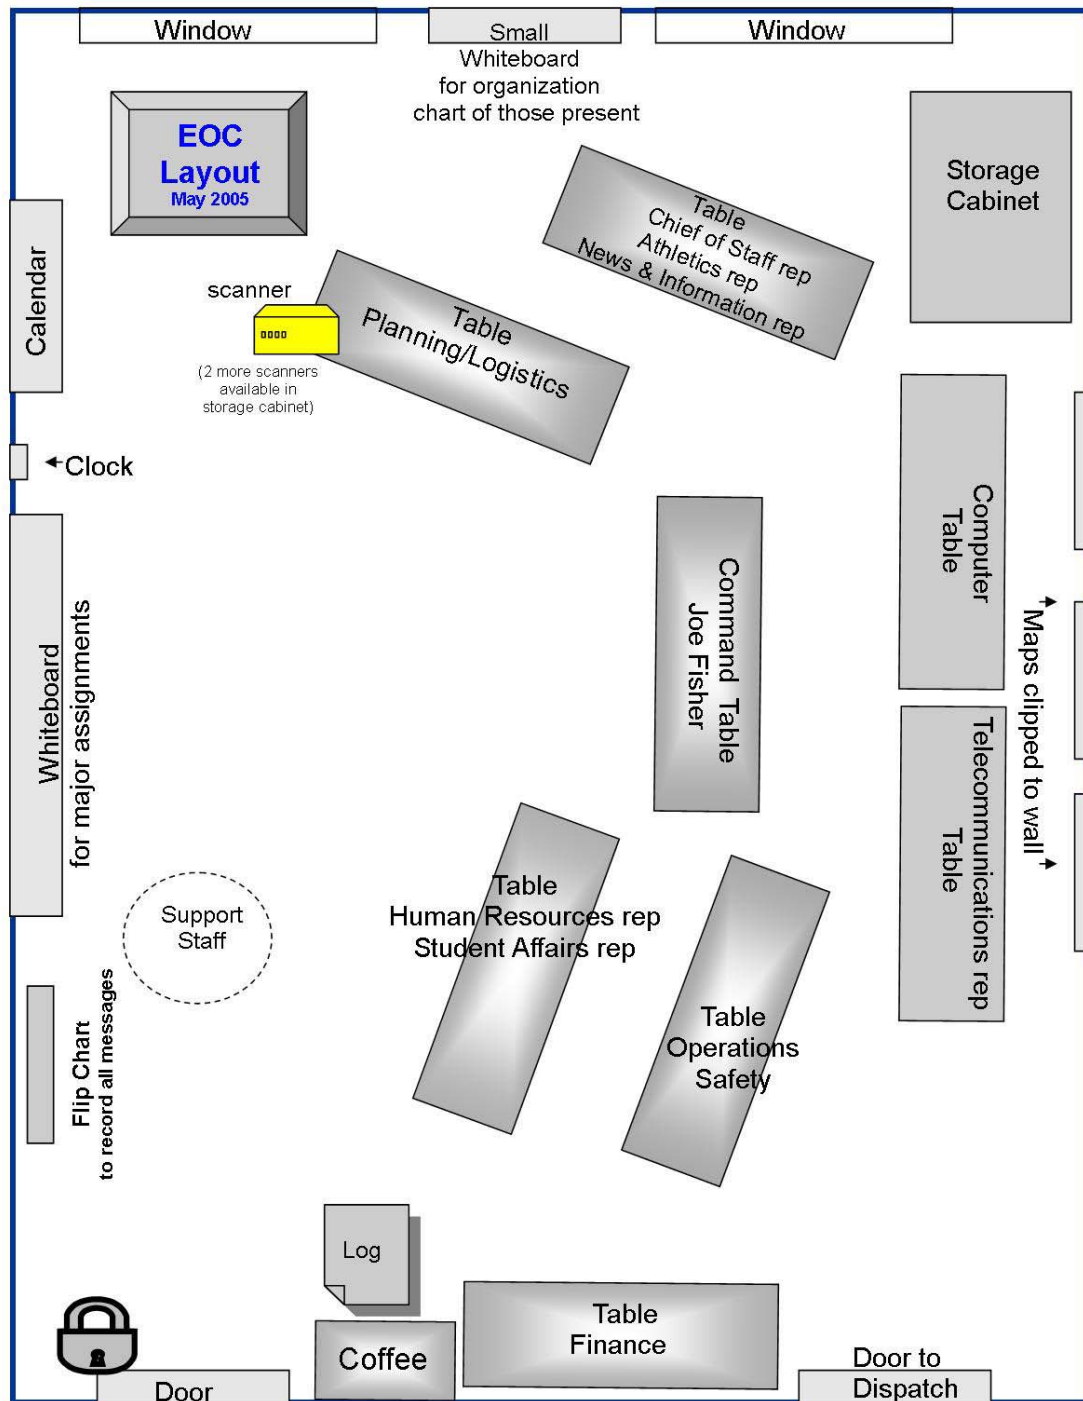 Window
Small
Whiteboard
for organization
chart of those present
Window
EOC
Layout
May 2005
Storage
Cabinet
Table
Chief of Staff rep
Athletics rep
News & Information rep
Calendar
scanner
(2 more scanners
available in
storage cabinet)
Table
Planning/Logistics
Clock
Computer
Table
Command Table
Joe Fisher
Maps clipped to wall
Whiteboard
for major assignments
Telecommunications rep
Table
Support
Staff
Table
Human Resources rep
Student Affairs rep
Table
Operations
Safety
Flip Chart
to record all messages
Log
Table
Finance
Coffee
Door
Door to
Dispatch